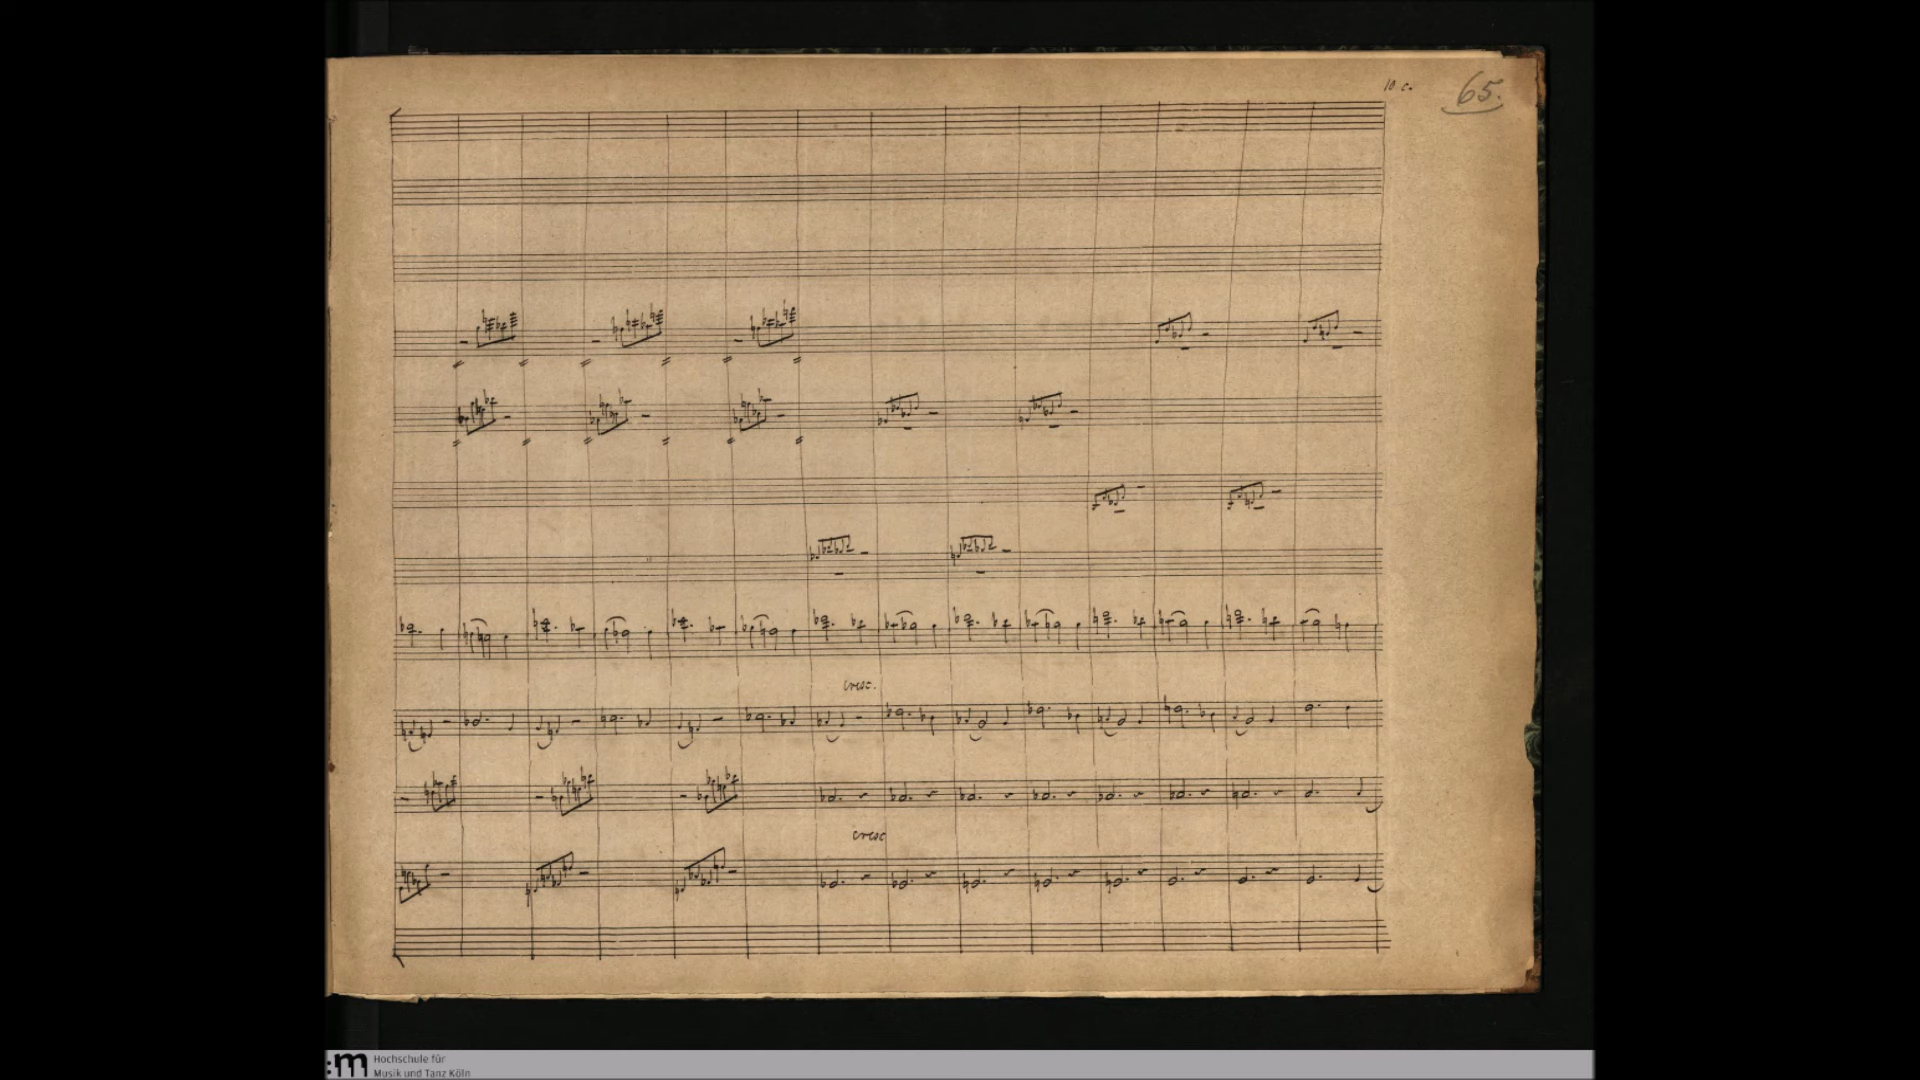 10 c.
65.
cresc.
cresc
:m Hochschule für
Musik und Tanz Köln